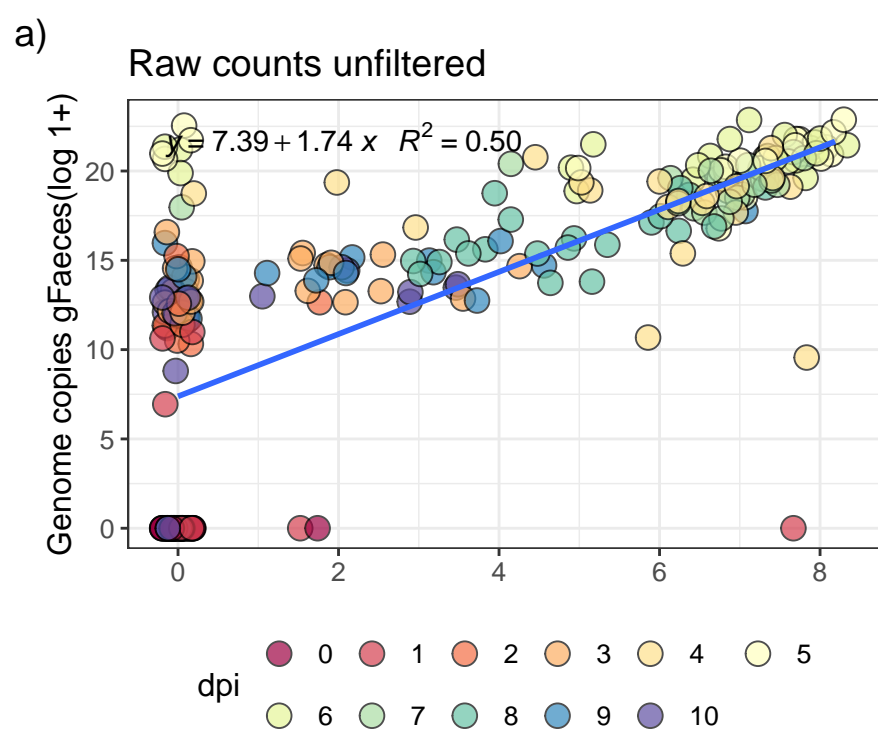 a)
Raw counts unfiltered
Genome copies gFaeces(log 1+)
y = 7.39 + 1.74 x R² = 0.50
20
15
10
5
0
0 2 4 6 8
dpi
0 1 2 3 4 5
6 7 8 9 10